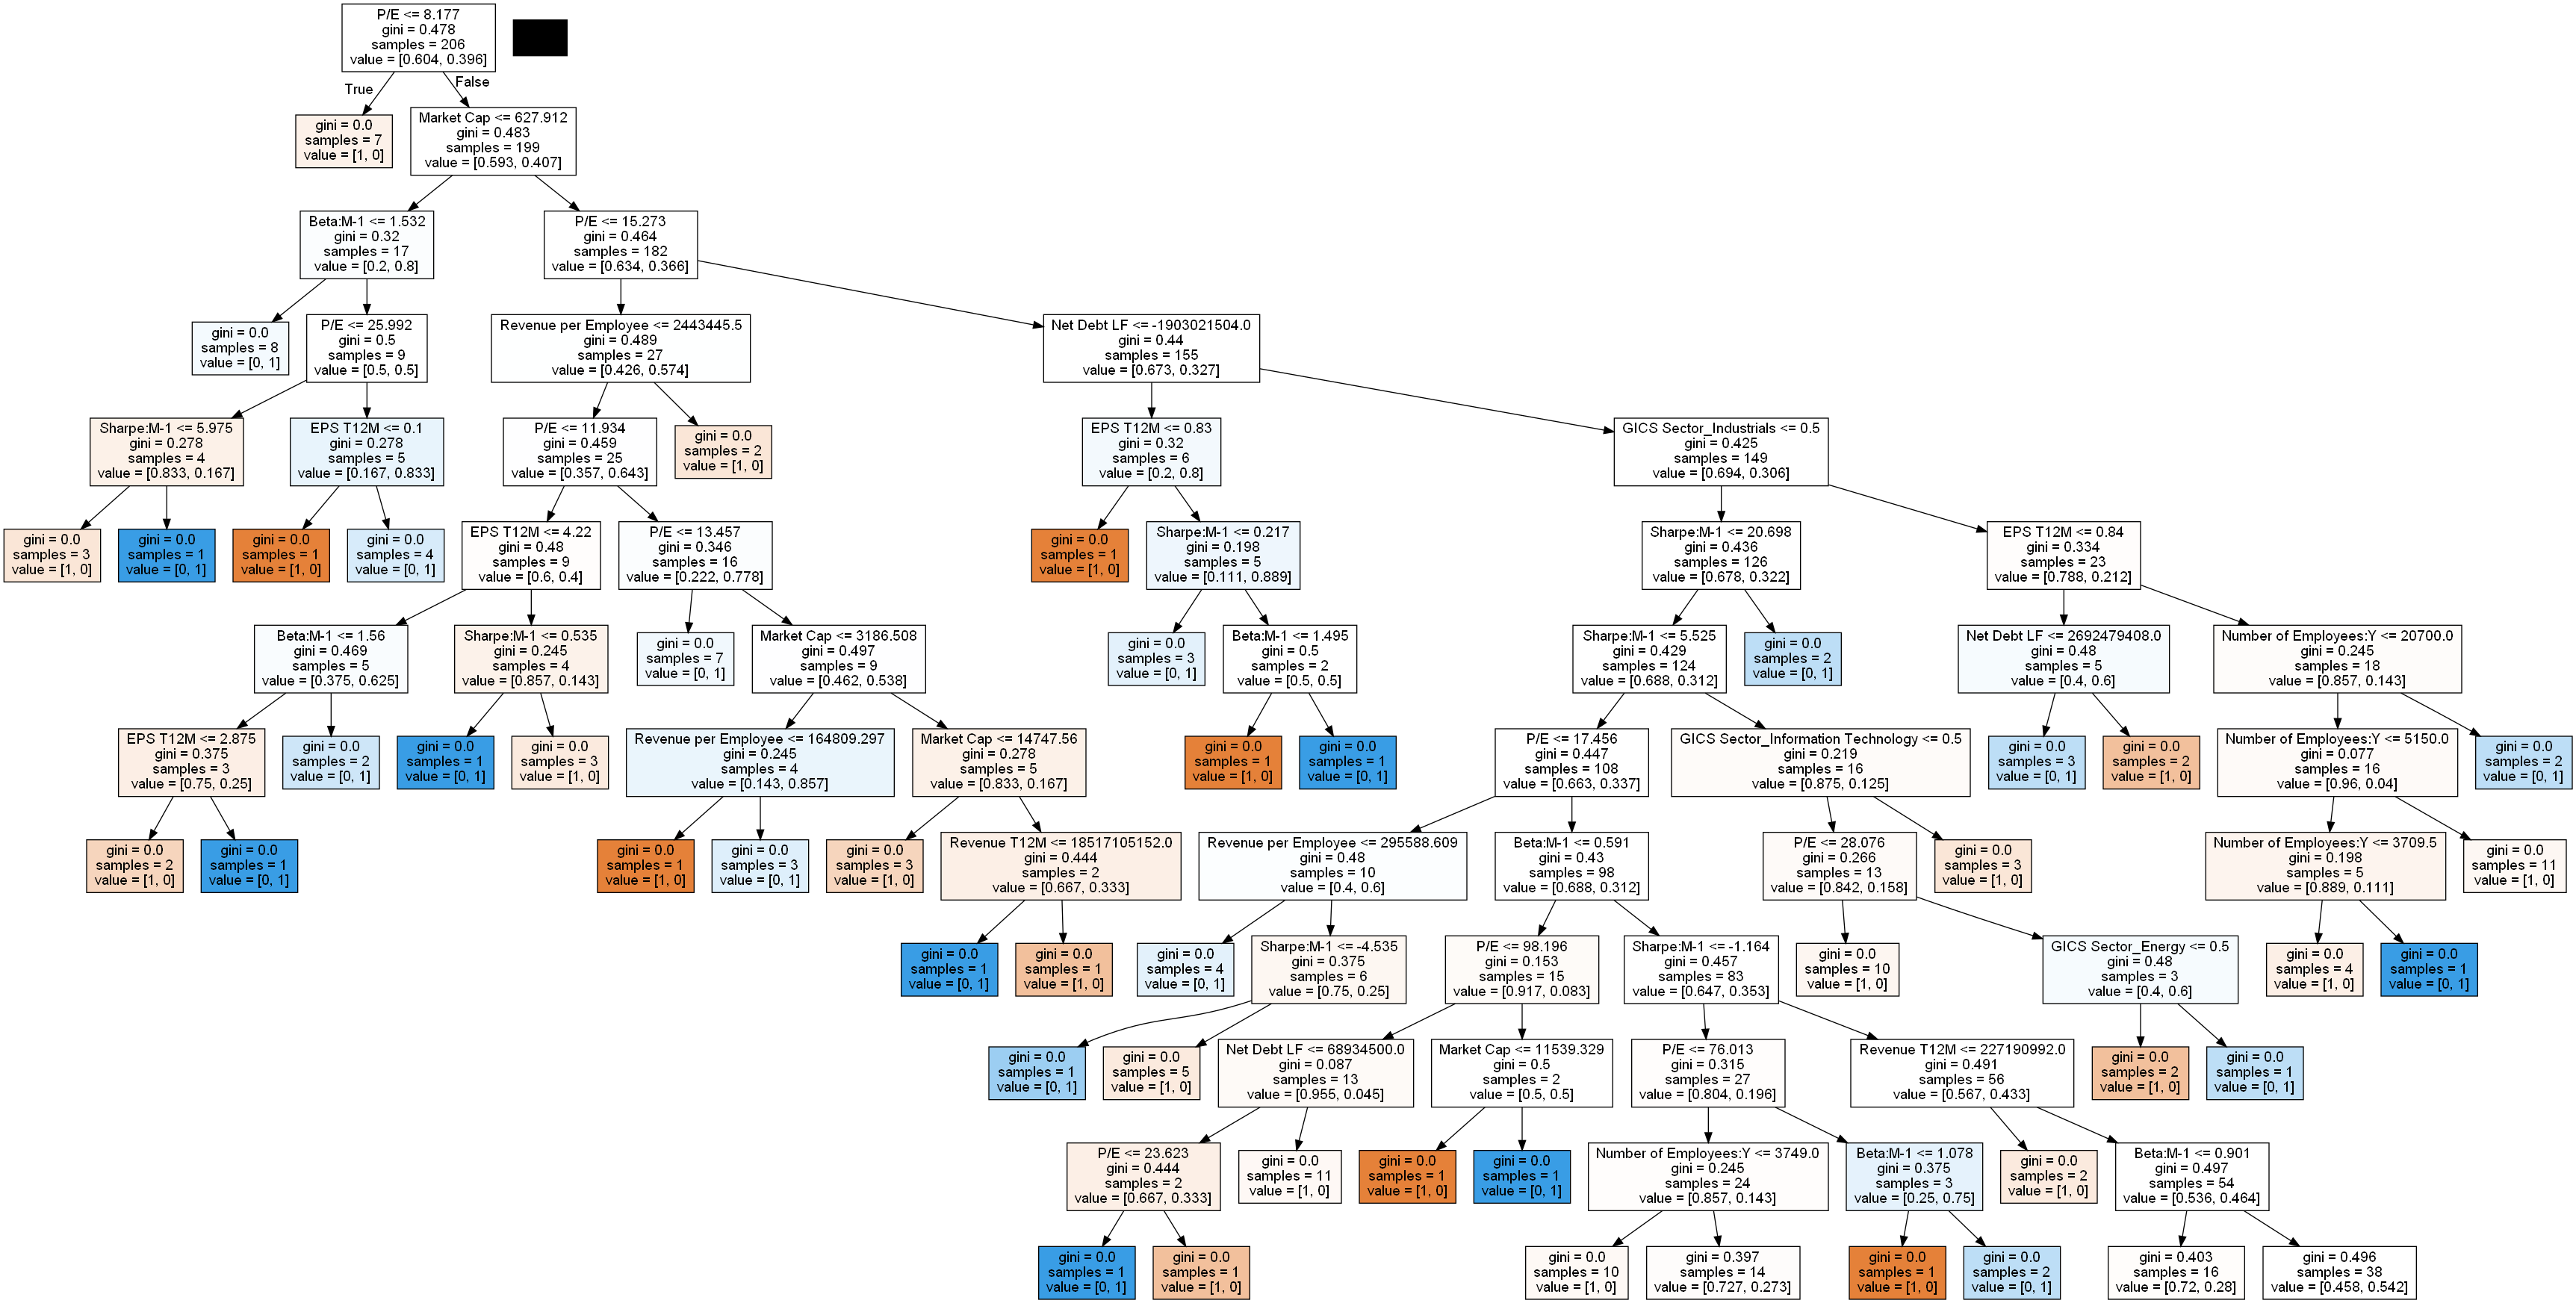 P/E <= 8.177
gini = 0.478
samples = 206
value = [0.604, 0.396]
True
False
gini = 0.0
samples = 7
value = [1, 0]
Market Cap <= 627.912
gini = 0.483
samples = 199
value = [0.593, 0.407]
Beta:M-1 <= 1.532
gini = 0.32
samples = 17
value = [0.2, 0.8]
P/E <= 15.273
gini = 0.464
samples = 182
value = [0.634, 0.366]
gini = 0.0
samples = 8
value = [0, 1]
P/E <= 25.992
gini = 0.5
samples = 9
value = [0.5, 0.5]
Revenue per Employee <= 2443445.5
gini = 0.489
samples = 27
value = [0.426, 0.574]
Net Debt LF <= -1903021504.0
gini = 0.44
samples = 155
value = [0.673, 0.327]
Sharpe:M-1 <= 5.975
gini = 0.278
samples = 4
value = [0.833, 0.167]
EPS T12M <= 0.1
gini = 0.278
samples = 5
value = [0.167, 0.833]
P/E <= 11.934
gini = 0.459
samples = 25
value = [0.357, 0.643]
gini = 0.0
samples = 2
value = [1, 0]
EPS T12M <= 0.83
gini = 0.32
samples = 6
value = [0.2, 0.8]
GICS Sector_Industrials <= 0.5
gini = 0.425
samples = 149
value = [0.694, 0.306]
gini = 0.0
samples = 3
value = [1, 0]
gini = 0.0
samples = 1
value = [0, 1]
gini = 0.0
samples = 1
value = [1, 0]
gini = 0.0
samples = 4
value = [0, 1]
EPS T12M <= 4.22
gini = 0.48
samples = 9
value = [0.6, 0.4]
P/E <= 13.457
gini = 0.346
samples = 16
value = [0.222, 0.778]
gini = 0.0
samples = 1
value = [1, 0]
Sharpe:M-1 <= 0.217
gini = 0.198
samples = 5
value = [0.111, 0.889]
Sharpe:M-1 <= 20.698
gini = 0.436
samples = 126
value = [0.678, 0.322]
EPS T12M <= 0.84
gini = 0.334
samples = 23
value = [0.788, 0.212]
Beta:M-1 <= 1.56
gini = 0.469
samples = 5
value = [0.375, 0.625]
Sharpe:M-1 <= 0.535
gini = 0.245
samples = 4
value = [0.857, 0.143]
gini = 0.0
samples = 7
value = [0, 1]
Market Cap <= 3186.508
gini = 0.497
samples = 9
value = [0.462, 0.538]
gini = 0.0
samples = 3
value = [0, 1]
Beta:M-1 <= 1.495
gini = 0.5
samples = 2
value = [0.5, 0.5]
Sharpe:M-1 <= 5.525
gini = 0.429
samples = 124
value = [0.688, 0.312]
gini = 0.0
samples = 2
value = [0, 1]
Net Debt LF <= 2692479408.0
gini = 0.48
samples = 5
value = [0.4, 0.6]
Number of Employees:Y <= 20700.0
gini = 0.245
samples = 18
value = [0.857, 0.143]
EPS T12M <= 2.875
gini = 0.375
samples = 3
value = [0.75, 0.25]
gini = 0.0
samples = 2
value = [0, 1]
gini = 0.0
samples = 1
value = [0, 1]
gini = 0.0
samples = 3
value = [1, 0]
Revenue per Employee <= 164809.297
gini = 0.245
samples = 4
value = [0.143, 0.857]
Market Cap <= 14747.56
gini = 0.278
samples = 5
value = [0.833, 0.167]
gini = 0.0
samples = 1
value = [1, 0]
gini = 0.0
samples = 1
value = [0, 1]
P/E <= 17.456
gini = 0.447
samples = 108
value = [0.663, 0.337]
GICS Sector_Information Technology <= 0.5
gini = 0.219
samples = 16
value = [0.875, 0.125]
gini = 0.0
samples = 3
value = [0, 1]
gini = 0.0
samples = 2
value = [1, 0]
Number of Employees:Y <= 5150.0
gini = 0.077
samples = 16
value = [0.96, 0.04]
gini = 0.0
samples = 2
value = [0, 1]
gini = 0.0
samples = 2
value = [1, 0]
gini = 0.0
samples = 1
value = [0, 1]
gini = 0.0
samples = 1
value = [1, 0]
gini = 0.0
samples = 3
value = [0, 1]
gini = 0.0
samples = 3
value = [1, 0]
Revenue T12M <= 18517105152.0
gini = 0.444
samples = 2
value = [0.667, 0.333]
Revenue per Employee <= 295588.609
gini = 0.48
samples = 10
value = [0.4, 0.6]
Beta:M-1 <= 0.591
gini = 0.43
samples = 98
value = [0.688, 0.312]
P/E <= 28.076
gini = 0.266
samples = 13
value = [0.842, 0.158]
gini = 0.0
samples = 3
value = [1, 0]
Number of Employees:Y <= 3709.5
gini = 0.198
samples = 5
value = [0.889, 0.111]
gini = 0.0
samples = 11
value = [1, 0]
gini = 0.0
samples = 1
value = [0, 1]
gini = 0.0
samples = 1
value = [1, 0]
gini = 0.0
samples = 4
value = [0, 1]
Sharpe:M-1 <= -4.535
gini = 0.375
samples = 6
value = [0.75, 0.25]
P/E <= 98.196
gini = 0.153
samples = 15
value = [0.917, 0.083]
Sharpe:M-1 <= -1.164
gini = 0.457
samples = 83
value = [0.647, 0.353]
gini = 0.0
samples = 10
value = [1, 0]
GICS Sector_Energy <= 0.5
gini = 0.48
samples = 3
value = [0.4, 0.6]
gini = 0.0
samples = 4
value = [1, 0]
gini = 0.0
samples = 1
value = [0, 1]
gini = 0.0
samples = 1
value = [0, 1]
gini = 0.0
samples = 5
value = [1, 0]
Net Debt LF <= 68934500.0
gini = 0.087
samples = 13
value = [0.955, 0.045]
Market Cap <= 11539.329
gini = 0.5
samples = 2
value = [0.5, 0.5]
P/E <= 76.013
gini = 0.315
samples = 27
value = [0.804, 0.196]
Revenue T12M <= 227190992.0
gini = 0.491
samples = 56
value = [0.567, 0.433]
gini = 0.0
samples = 2
value = [1, 0]
gini = 0.0
samples = 1
value = [0, 1]
P/E <= 23.623
gini = 0.444
samples = 2
value = [0.667, 0.333]
gini = 0.0
samples = 11
value = [1, 0]
gini = 0.0
samples = 1
value = [1, 0]
gini = 0.0
samples = 1
value = [0, 1]
Number of Employees:Y <= 3749.0
gini = 0.245
samples = 24
value = [0.857, 0.143]
Beta:M-1 <= 1.078
gini = 0.375
samples = 3
value = [0.25, 0.75]
gini = 0.0
samples = 2
value = [1, 0]
Beta:M-1 <= 0.901
gini = 0.497
samples = 54
value = [0.536, 0.464]
gini = 0.0
samples = 1
value = [0, 1]
gini = 0.0
samples = 1
value = [1, 0]
gini = 0.0
samples = 10
value = [1, 0]
gini = 0.397
samples = 14
value = [0.727, 0.273]
gini = 0.0
samples = 1
value = [1, 0]
gini = 0.0
samples = 2
value = [0, 1]
gini = 0.403
samples = 16
value = [0.72, 0.28]
gini = 0.496
samples = 38
value = [0.458, 0.542]